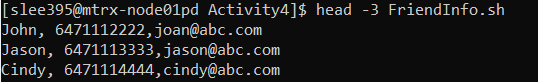 [slee395@mtrx-node01pd Activity4]$ head -3 FriendInfo.sh
John, 6471112222,joan@abc.com
Jason, 6471113333,jason@abc.com
Cindy, 6471114444,cindy@abc.com